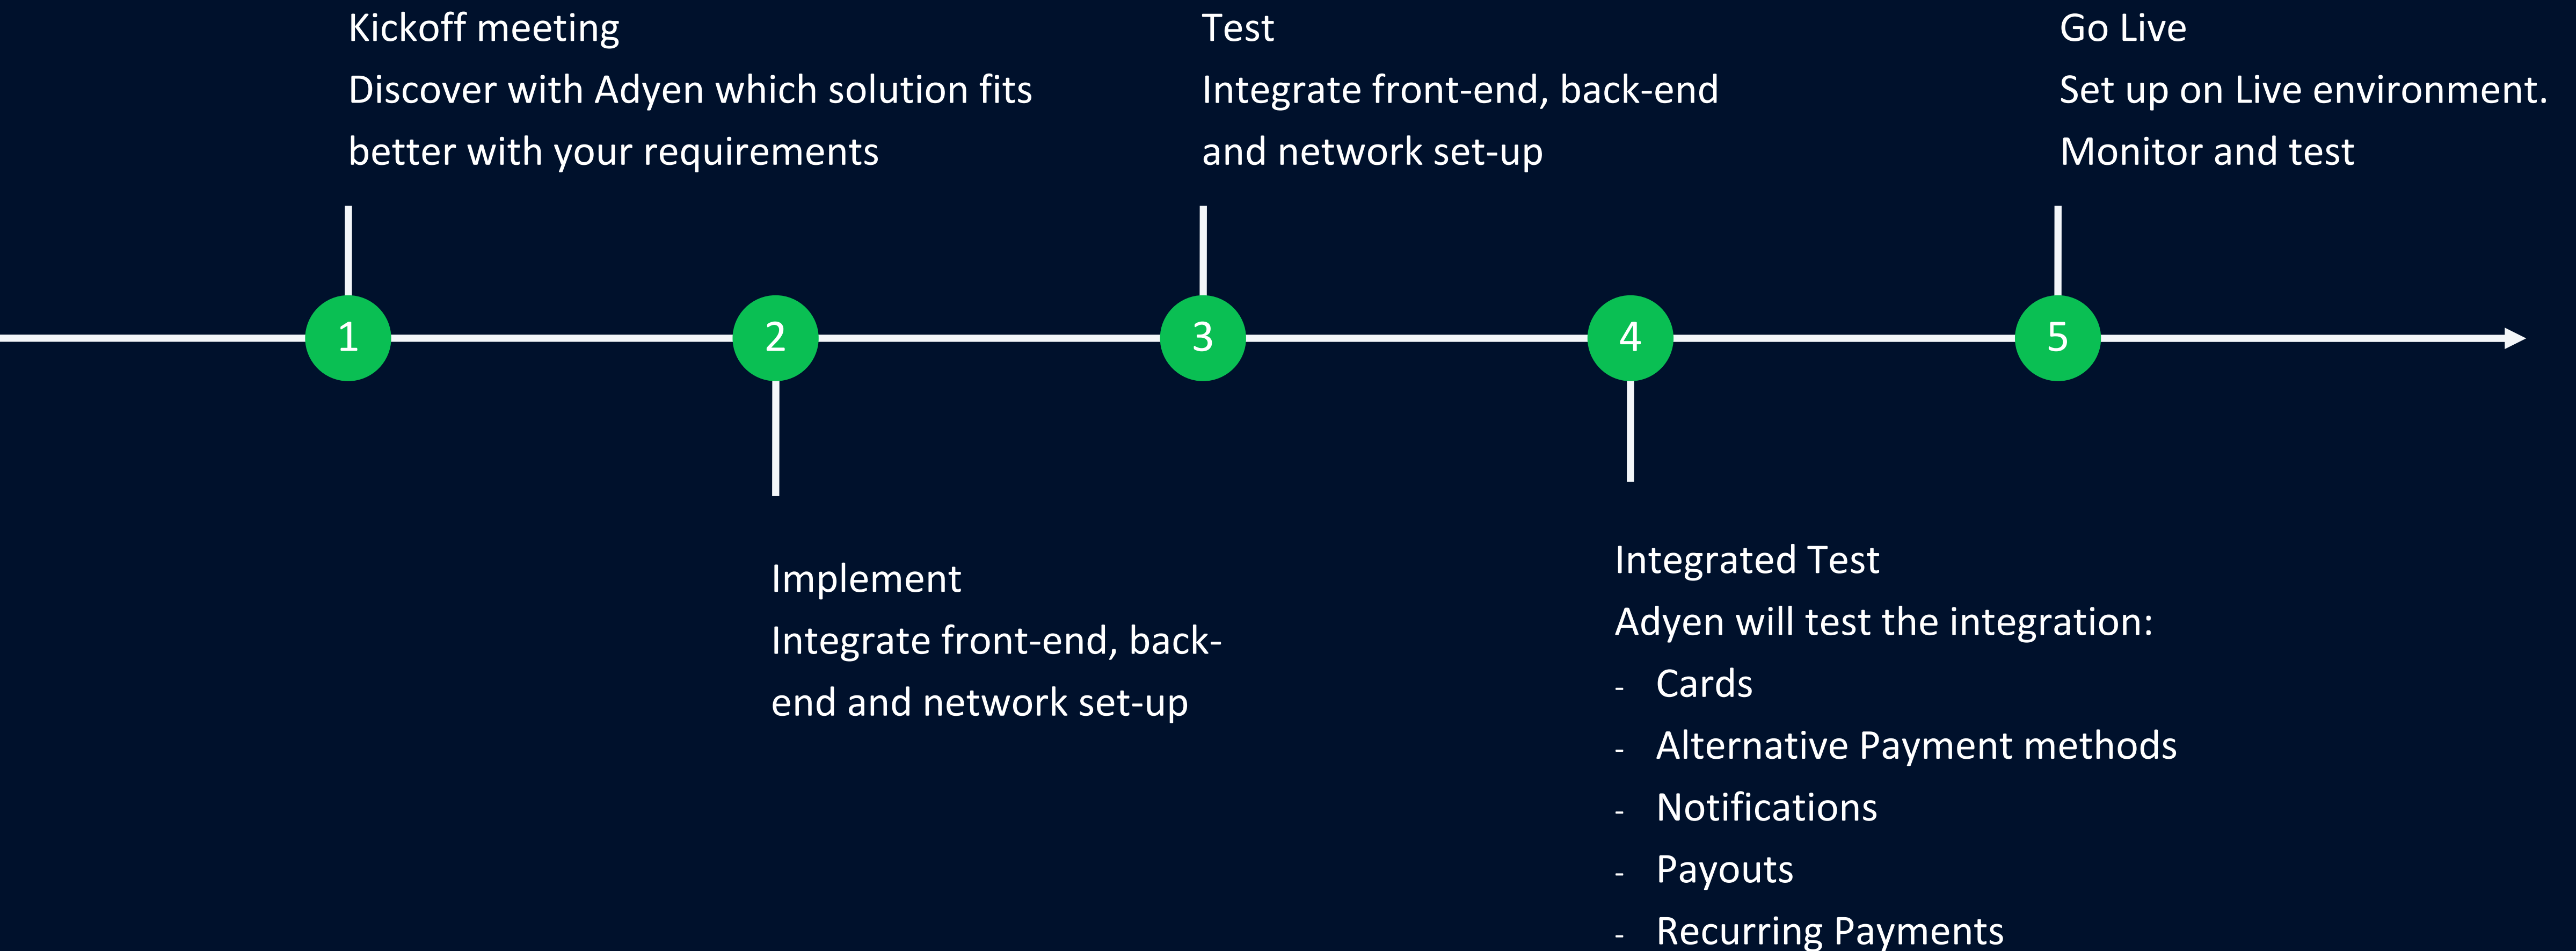 Kickoff meeting
Discover with Adyen which solution fits
better with your requirements
Test
Integrate front-end, back-end
and network set-up
Go Live
Set up on Live environment.
Monitor and test
1
2
3
4
5
Implement
Integrate front-end, back-
end and network set-up
Integrated Test
Adyen will test the integration:
- Cards
- Alternative Payment methods
- Notifications
- Payouts
- Recurring Payments